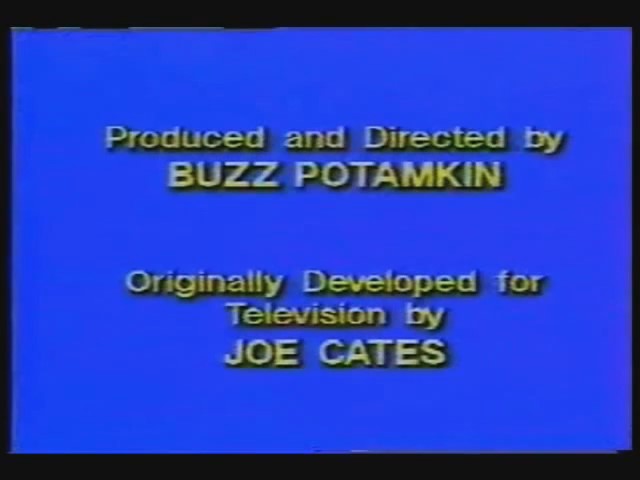 Produced and Directed by
BUZZ POTAMKIN
Originally Developed for
Television by
JOE CATES